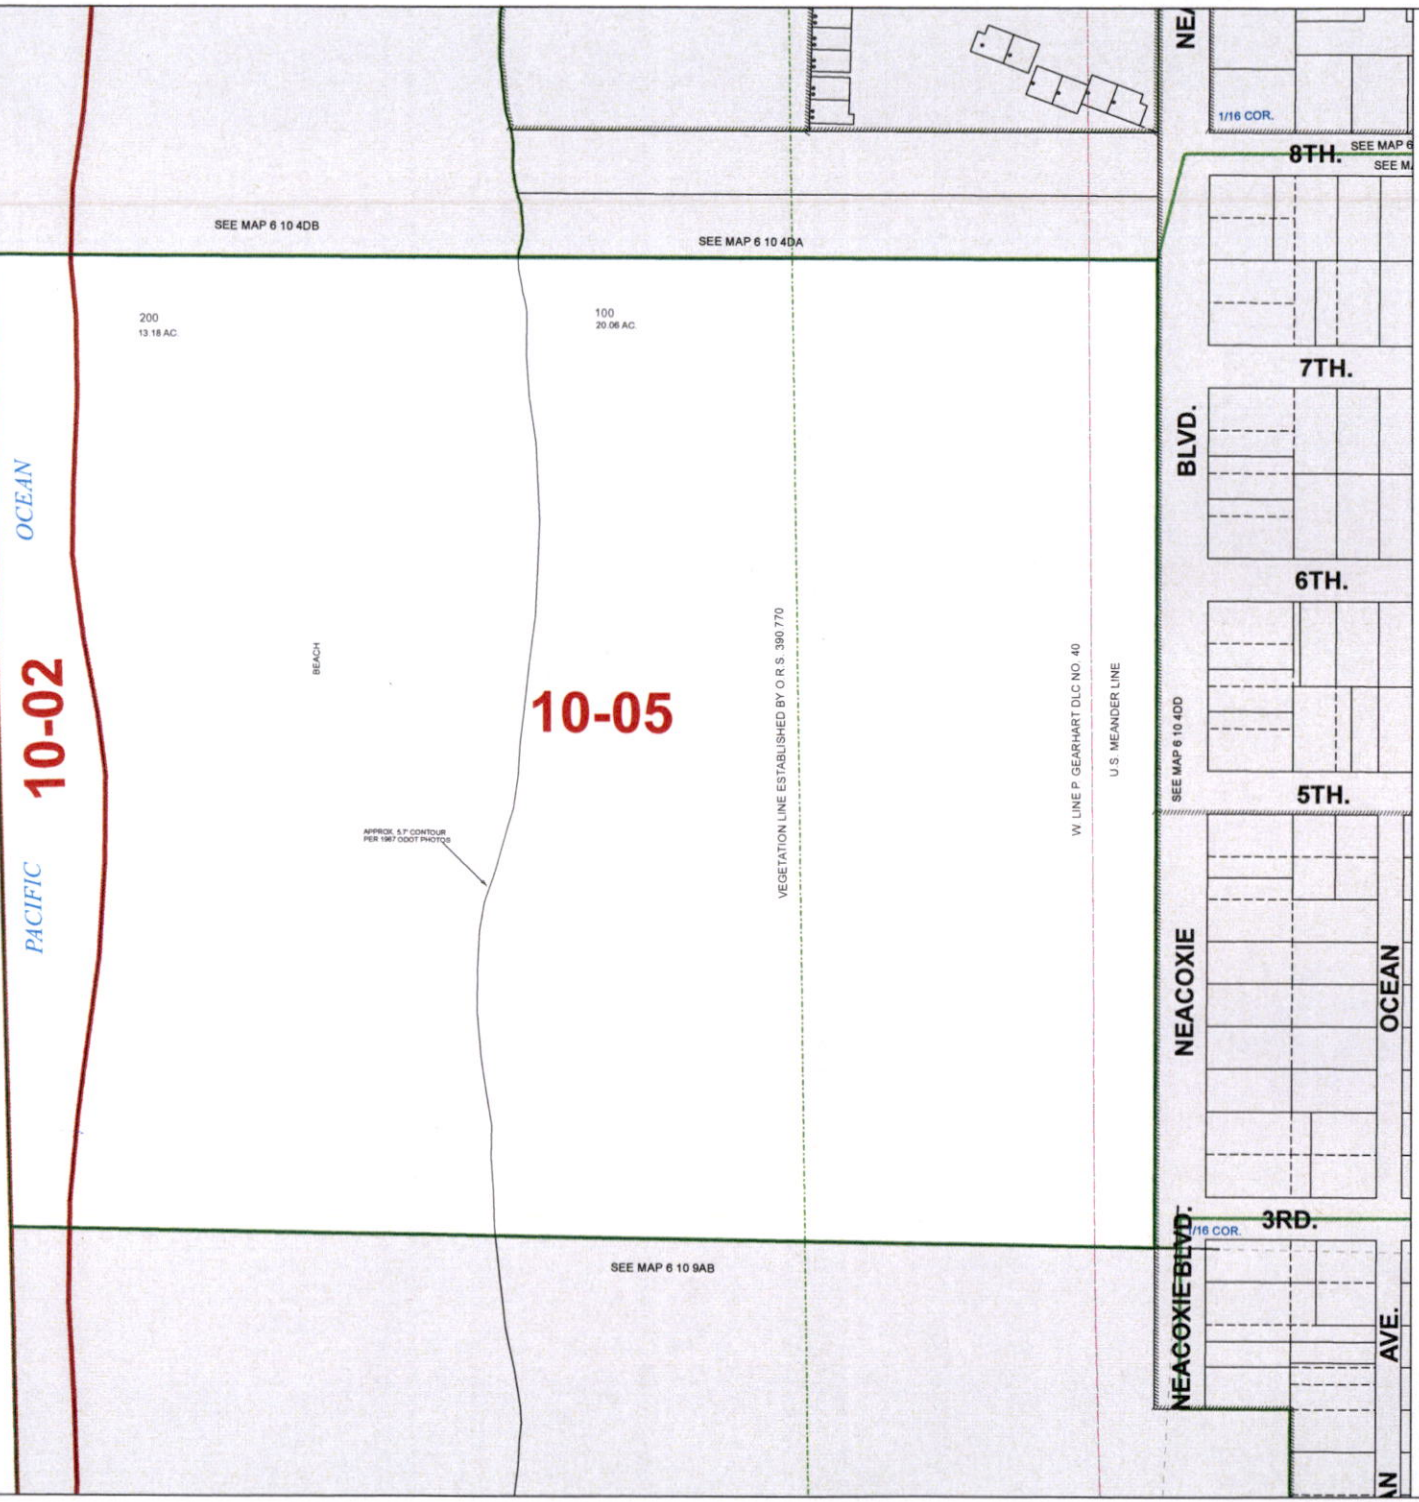 NEA
1/16 COR.
8TH.
SEE MAP 6
SEE MA
SEE MAP 6 10 4DB
SEE MAP 6 10 4DA
200
13.18 AC
100
20.06 AC.
7TH.
BLVD.
OCEAN
6TH.
BEACH
10-02
10-05
VEGETATION LINE ESTABLISHED BY O.R.S. 390.770
W LINE P. GEARHART DLC NO. 40
U.S. MEANDER LINE
SEE MAP 6 10 4DD
5TH.
APPROX. 5.7' CONTOUR
PER 1967 ODOT PHOTOS
PACIFIC
NEACOXIE
OCEAN
3RD.
1/16 COR.
NEACOXIE BLVD.
SEE MAP 6 10 9AB
AVE.
AN